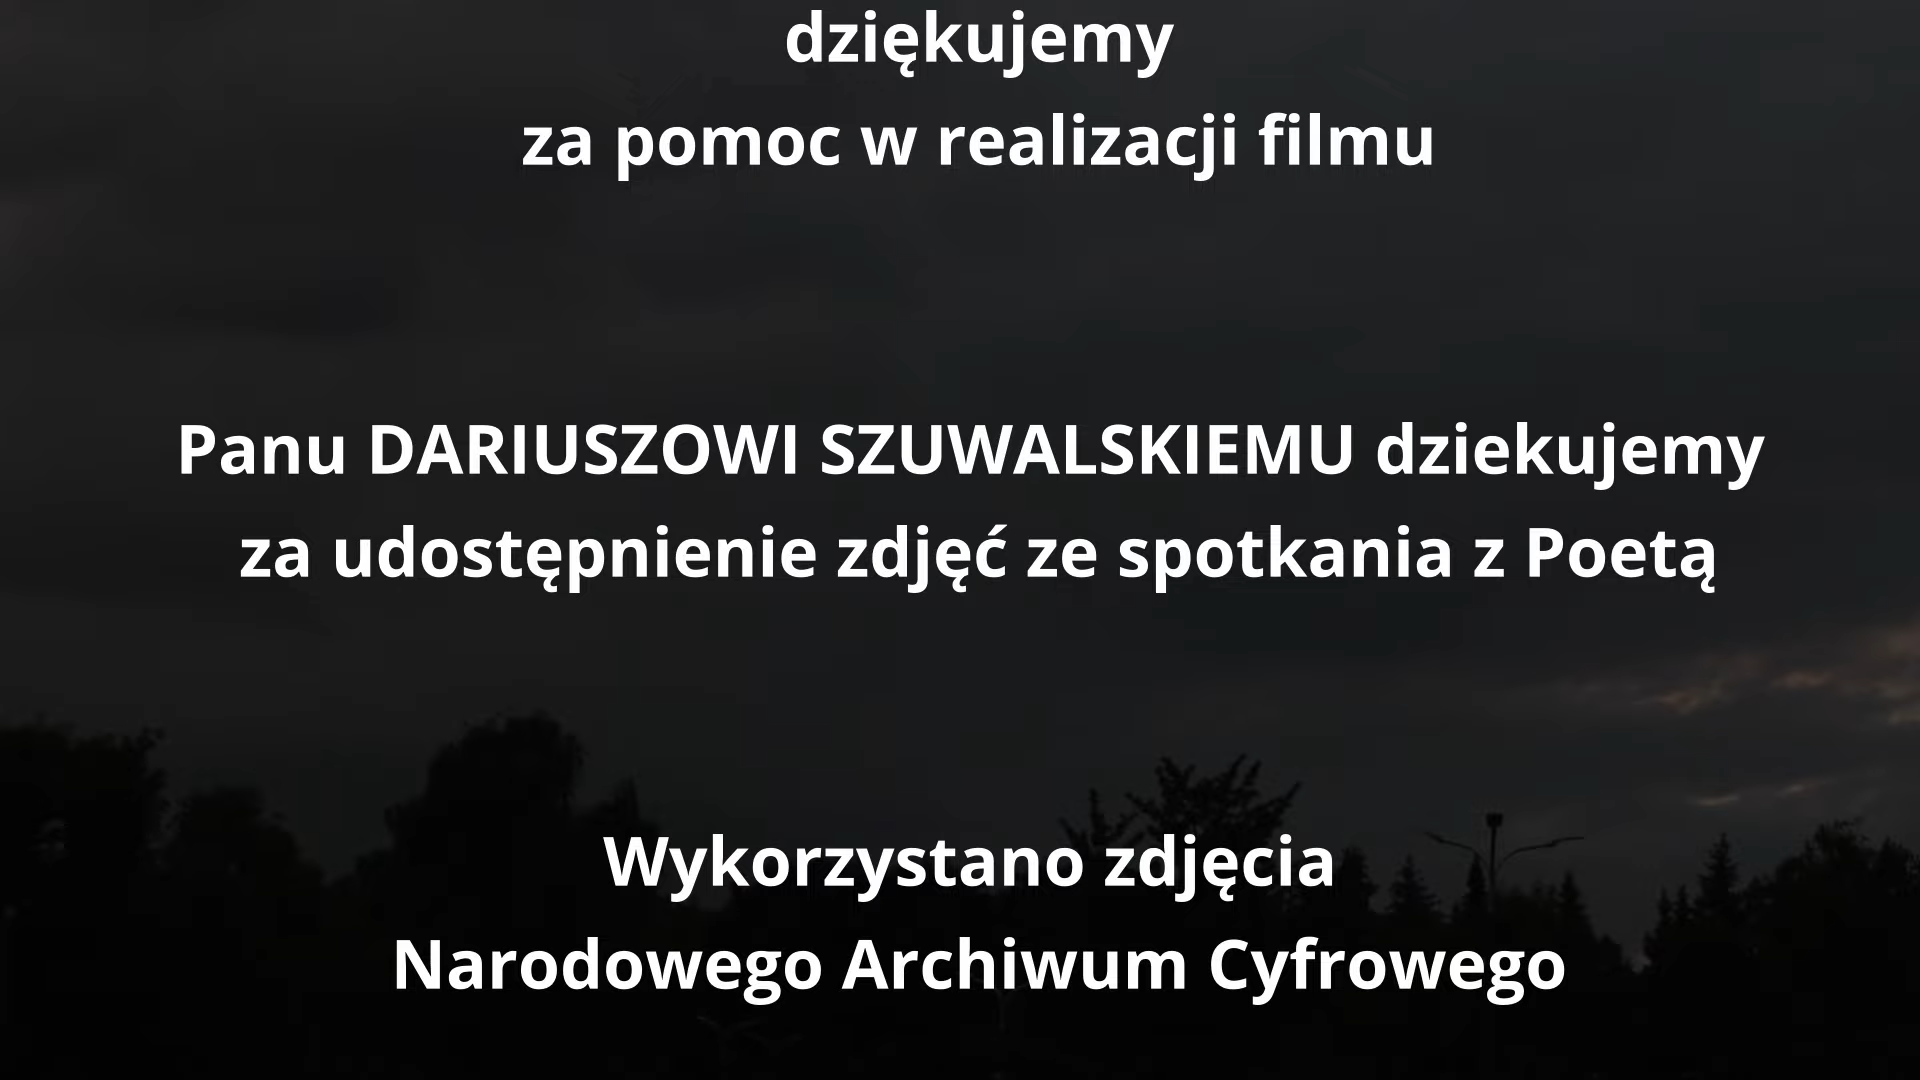 dziękujemy
za pomoc w realizacji filmu
Panu DARIUSZOWI SZUWALSKIEMU dziekujemy
za udostępnienie zdjęć ze spotkania z Poetą
Wykorzystano zdjęcia
Narodowego Archiwum Cyfrowego